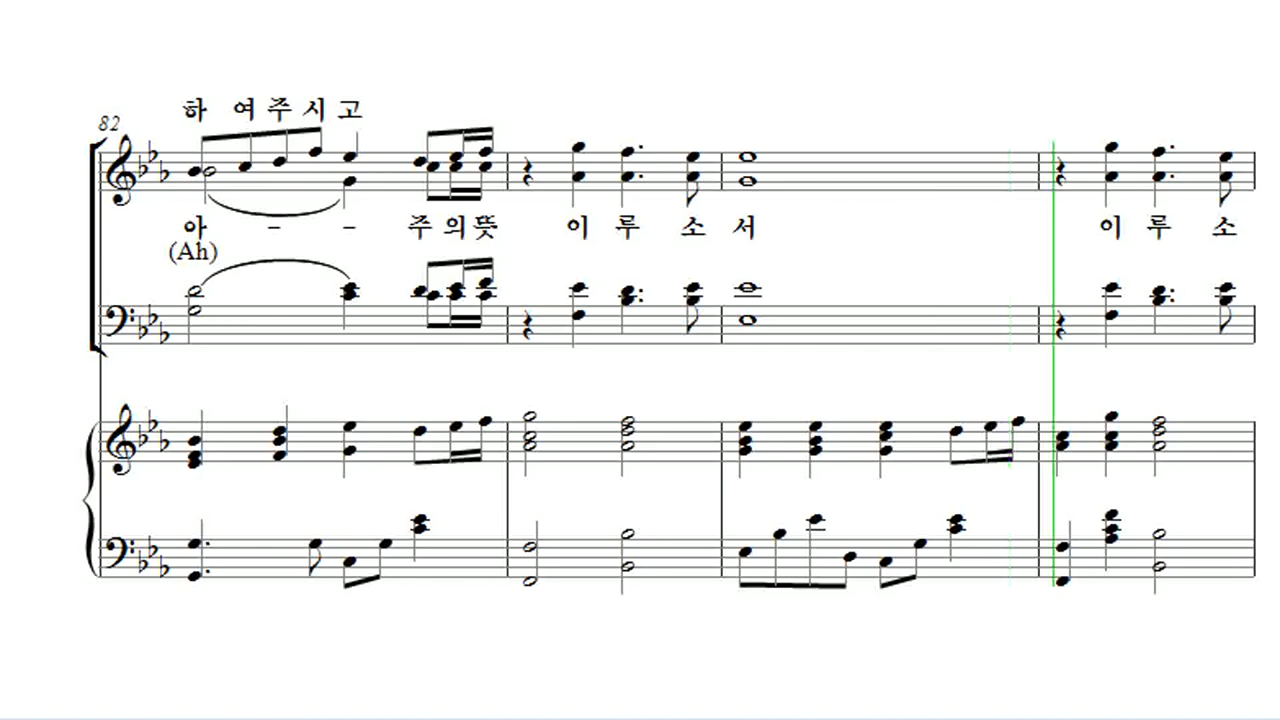 하 여 주 시 고
82
아 - - 주 의 뜻 이 루 소 서 이 루 소
(Ah)